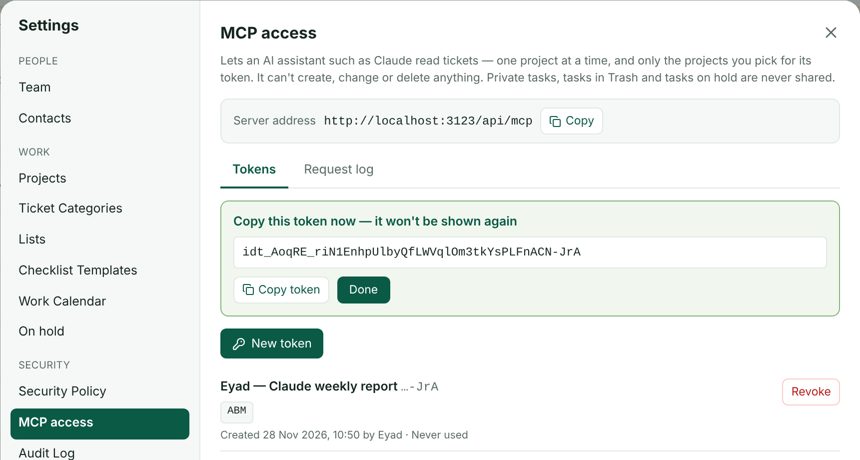 Settings
PEOPLE
Team
Contacts
WORK
Projects
Ticket Categories
Lists
Checklist Templates
Work Calendar
On hold
SECURITY
Security Policy
MCP access
Audit Log
MCP access
Lets an AI assistant such as Claude read tickets — one project at a time, and only the projects you pick for its
token. It can't create, change or delete anything. Private tasks, tasks in Trash and tasks on hold are never shared.
Server address http://localhost:3123/api/mcp Copy
Tokens Request log
Copy this token now — it won't be shown again
idt_AoqRE_riN1EnhpUlbyQfLWVqlOm3tkYsPLFnACN-JrA
Copy token Done
New token
Eyad — Claude weekly report …-JrA Revoke
ABM
Created 28 Nov 2026, 10:50 by Eyad · Never used